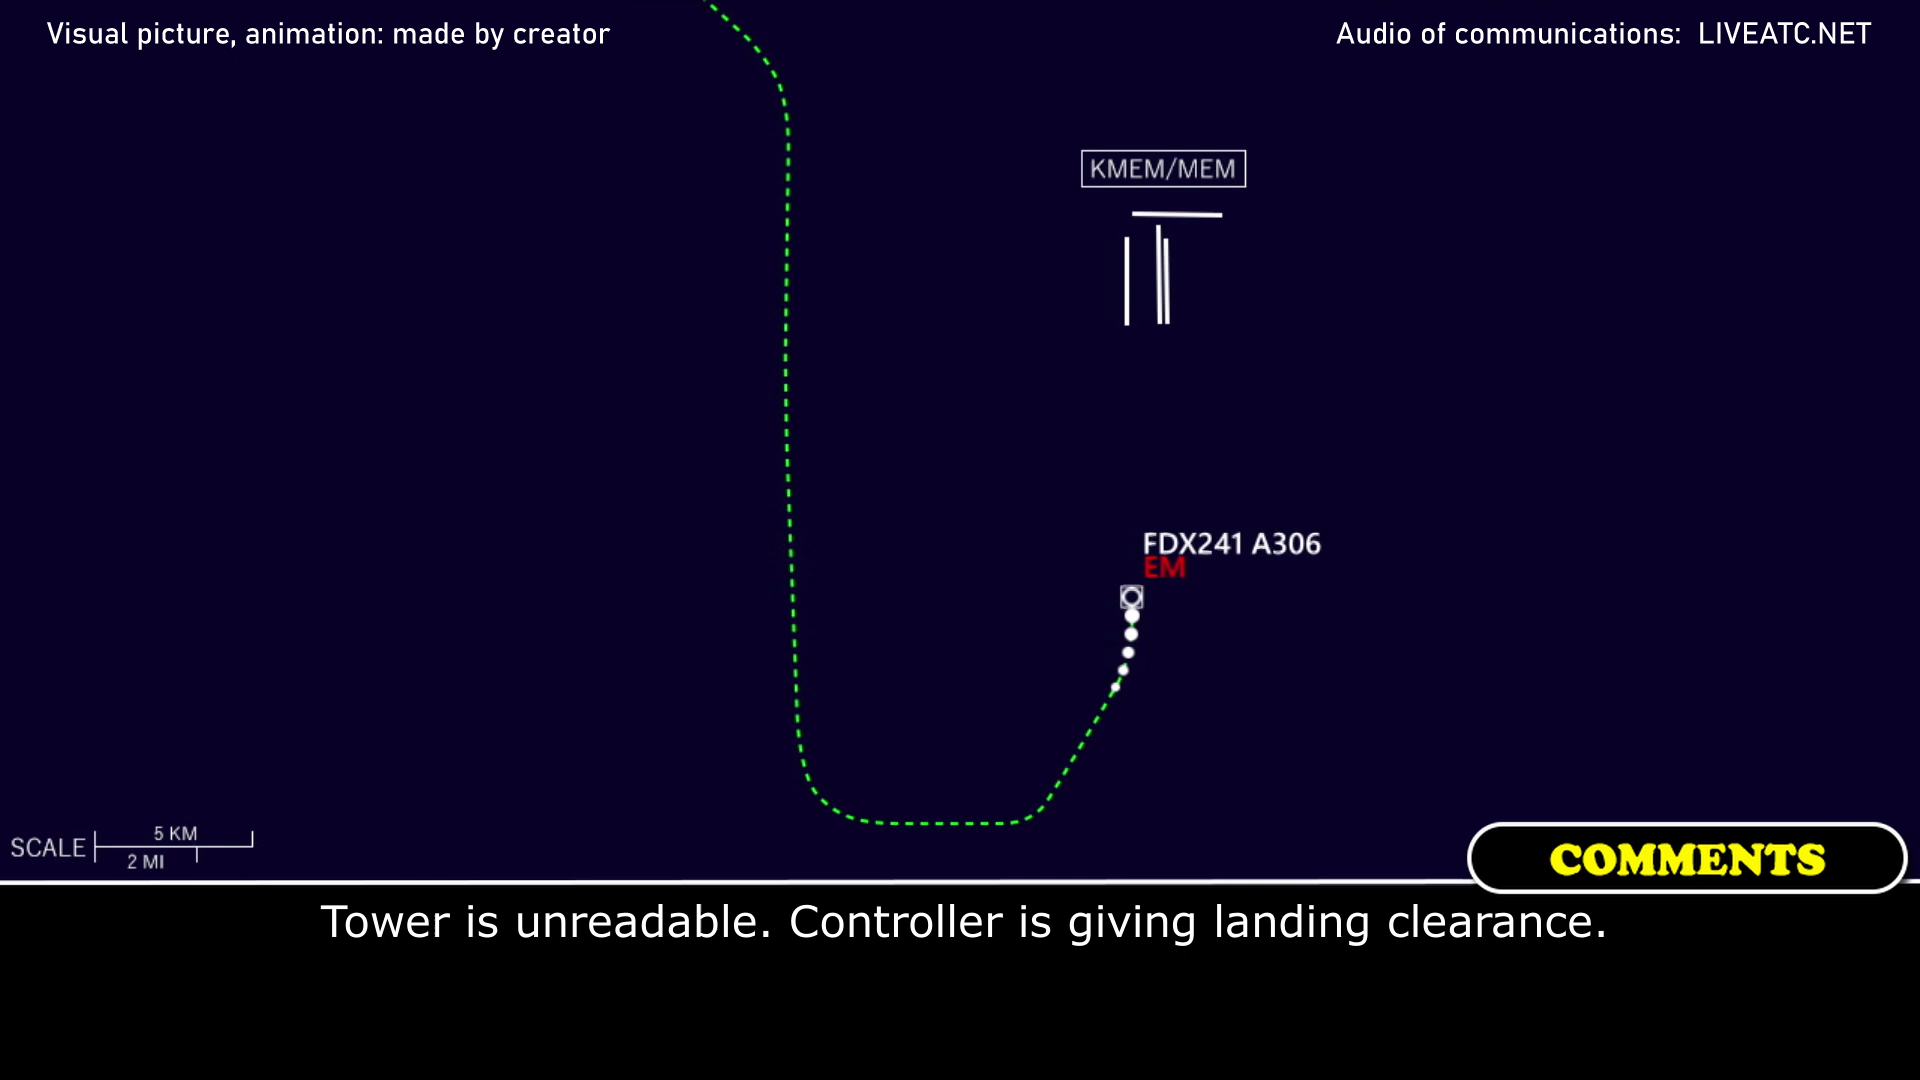 Visual picture, animation: made by creator
Audio of communications: LIVEATC.NET
KMEM/MEM
FDX241 A306
EM
5 KM
SCALE
2 MI
COMMENTS
Tower is unreadable. Controller is giving landing clearance.